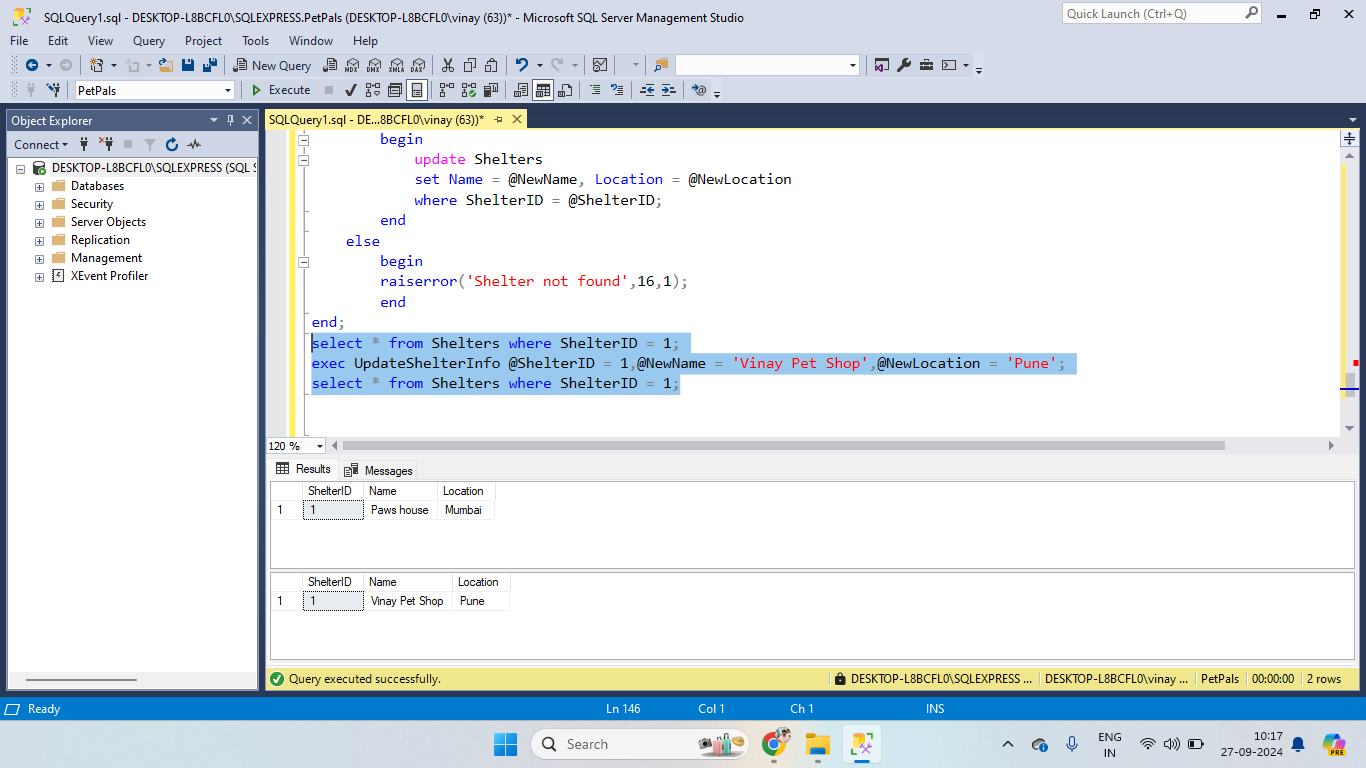 SQLQuery1.sql - DESKTOP-L8BCFL0\SQLEXPRESS.PetPals (DESKTOP-L8BCFL0\vinay (63))* - Microsoft SQL Server Management Studio
Quick Launch (Ctrl+Q)
File Edit View Query Project Tools Window Help
New Query MDX DMX XMLA DAX
PetPals Execute
Object Explorer
SQLQuery1.sql - DE...8BCFL0\vinay (63))*
Connect
DESKTOP-L8BCFL0\SQLEXPRESS (SQL S
Databases
Security
Server Objects
Replication
Management
XEvent Profiler
begin
update Shelters
set Name = @NewName, Location = @NewLocation
where ShelterID = @ShelterID;
end
else
begin
raiserror('Shelter not found',16,1);
end
end;
select * from Shelters where ShelterID = 1;
exec UpdateShelterInfo @ShelterID = 1,@NewName = 'Vinay Pet Shop',@NewLocation = 'Pune';
select * from Shelters where ShelterID = 1;
120 %
Results Messages
ShelterID Name Location
1 1 Paws house Mumbai
ShelterID Name Location
1 1 Vinay Pet Shop Pune
Query executed successfully. DESKTOP-L8BCFL0\SQLEXPRESS ... DESKTOP-L8BCFL0\vinay ... PetPals 00:00:00 2 rows
Ready Ln 146 Col 1 Ch 1 INS
Search
ENG
IN
10:17
27-09-2024
PRE